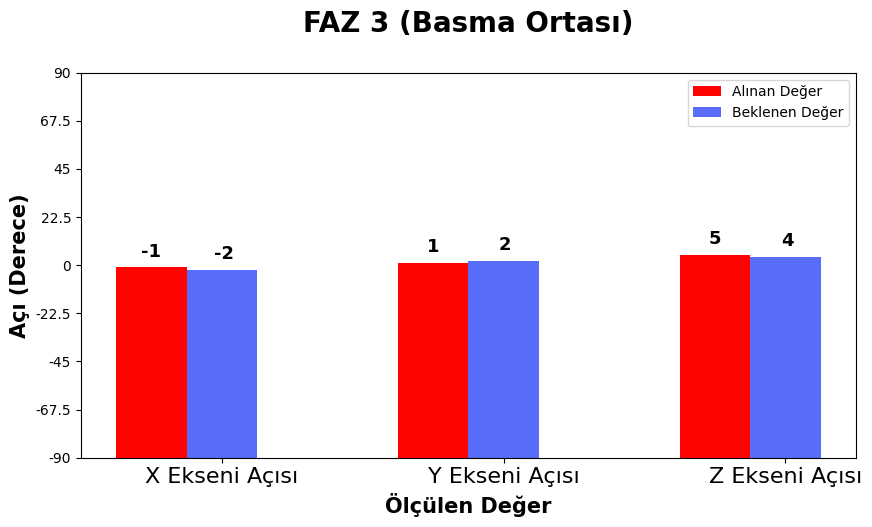 FAZ 3 (Basma Ortası)
Alınan Değer
Beklenen Değer
Açı (Derece)
90
67.5
45
22.5
0
-22.5
-45
-67.5
-90
-1
-2
1
2
5
4
X Ekseni Açısı
Y Ekseni Açısı
Z Ekseni Açısı
Ölçülen Değer